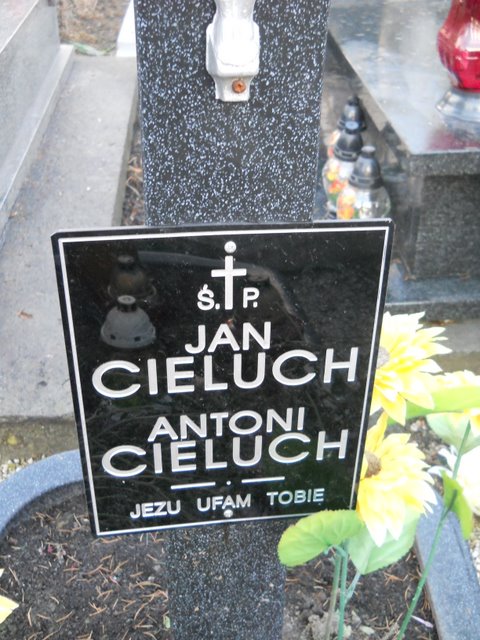 Ś. P.
JAN
CIELUCH
ANTONI
CIELUCH
JEZU UFAM TOBIE